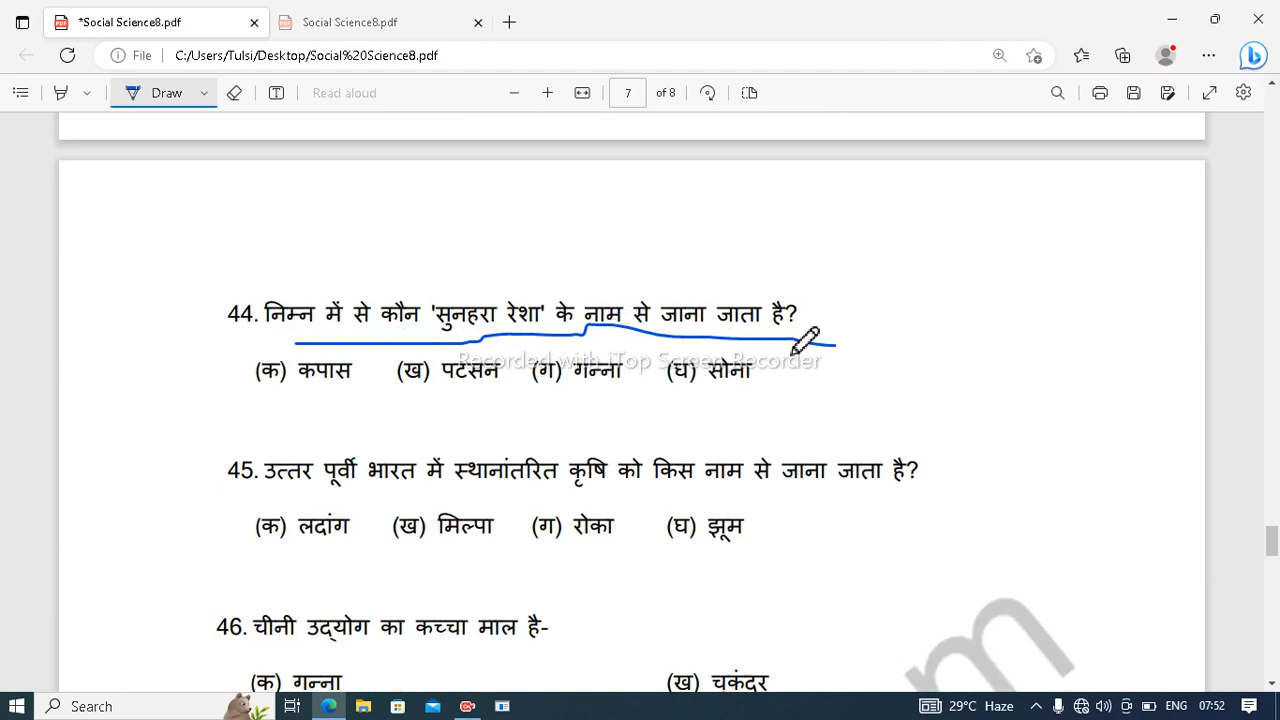 *Social Science8.pdf
Social Science8.pdf
File
C:/Users/Tulsi/Desktop/Social%20Science8.pdf
Draw
Read aloud
7 of 8
44. निम्न में से कौन 'सुनहरा रेशा' के नाम से जाना जाता है?
Recorded with iTop Screen Recorder
(क) कपास (ख) पटसन (ग) गन्ना (घ) सोना
45. उत्तर पूर्वी भारत में स्थानांतरित कृषि को किस नाम से जाना जाता है?
(क) लदांग (ख) मिल्पा (ग) रोका (घ) झूम
46. चीनी उद्योग का कच्चा माल है-
(क) गन्ना (ख) चकंदर
m
Search
29°C Haze
ENG
07:52